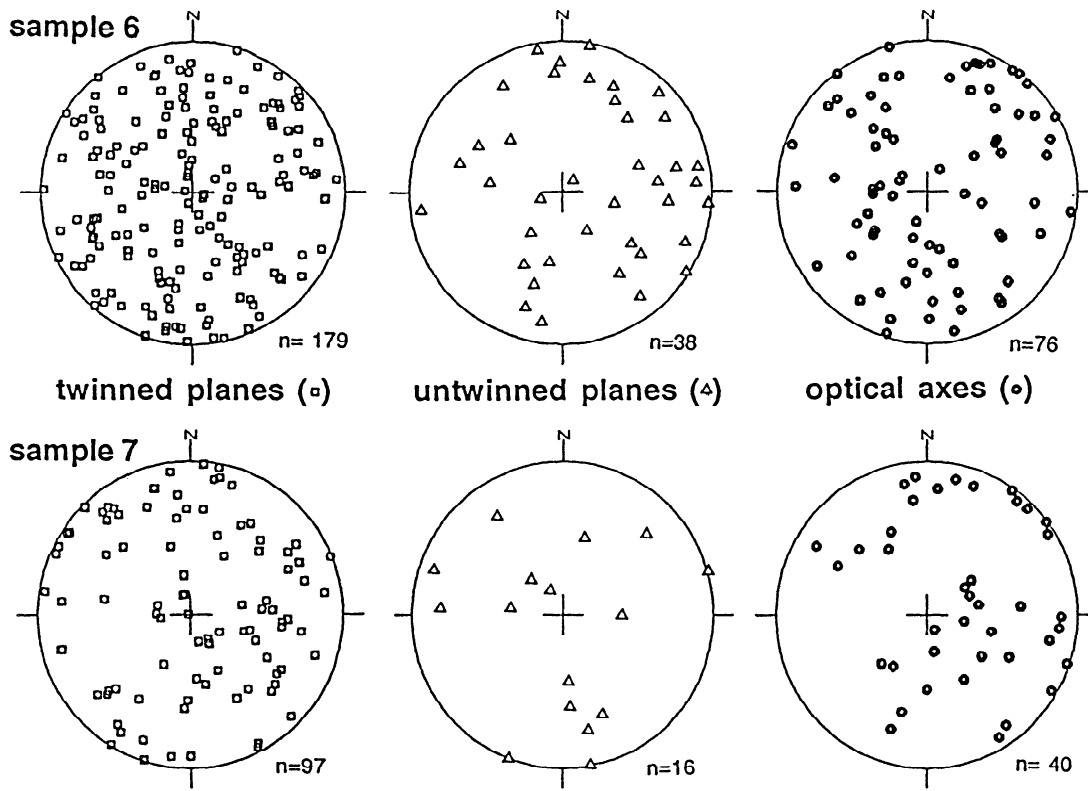 sample 6
N N N
n= 179 n=38 n=76
twinned planes (▫) untwinned planes (▵) optical axes (∘)
sample 7
N N N
n=97 n=16 n= 40